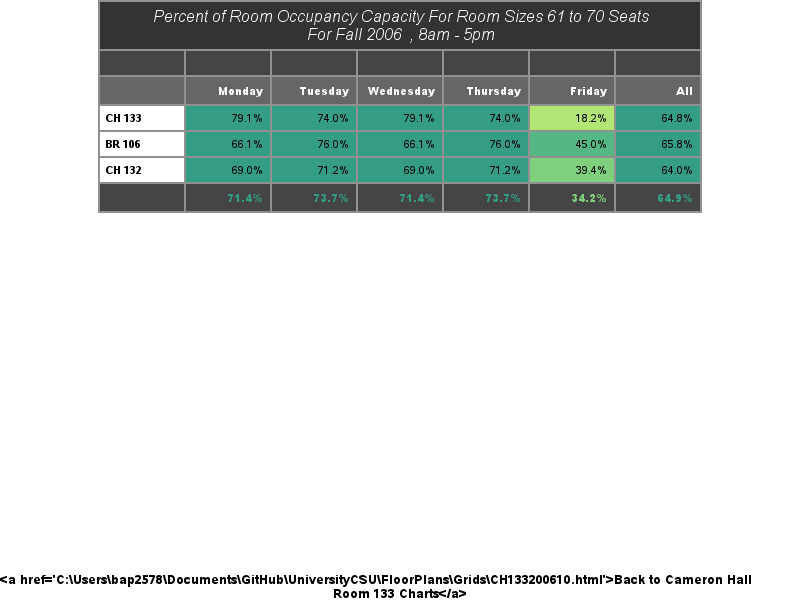 Percent of Room Occupancy Capacity For Room Sizes 61 to 70 Seats
For Fall 2006 , 8am - 5pm
Monday Tuesday Wednesday Thursday Friday All
CH 133 79.1% 74.0% 79.1% 74.0% 18.2% 64.8%
BR 106 66.1% 76.0% 66.1% 76.0% 45.0% 65.8%
CH 132 69.0% 71.2% 69.0% 71.2% 39.4% 64.0%
71.4% 73.7% 71.4% 73.7% 34.2% 64.9%
<a href='C:\Users\bap2578\Documents\GitHub\UniversityCSU\FloorPlans\Grids\CH133200610.html'>Back to Cameron Hall
Room 133 Charts</a>